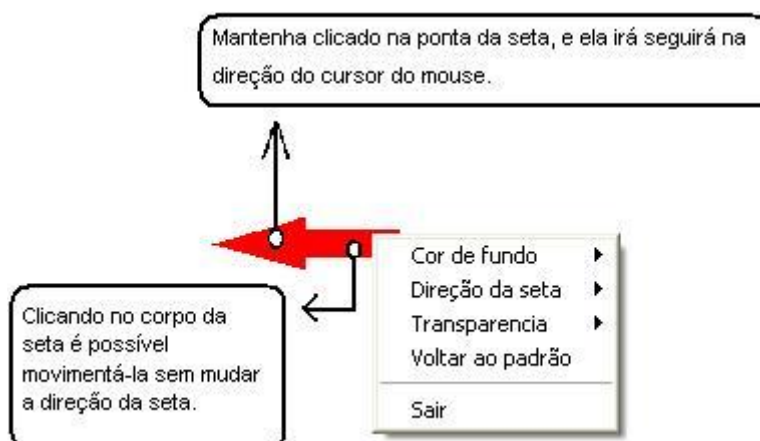 Mantenha clicado na ponta da seta, e ela irá seguirá na
direção do cursor do mouse.
Cor de fundo
Direção da seta
Transparencia
Voltar ao padrão
Sair
Clicando no corpo da
seta é possível
movimentá-la sem mudar
a direção da seta.